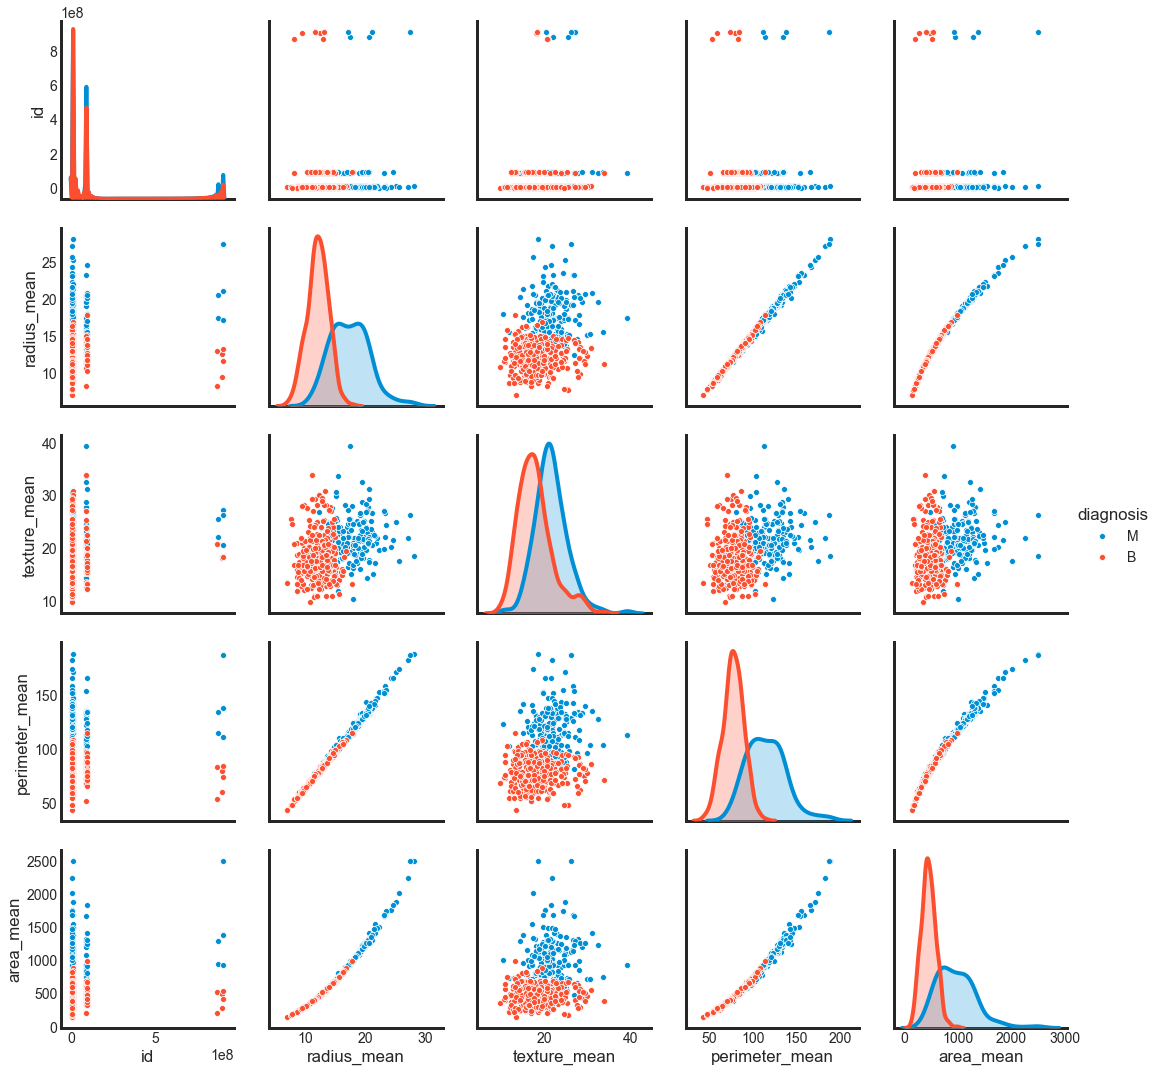 1e8
8
6
4
2
0
id
25
20
15
10
radius_mean
40
30
20
10
texture_mean
diagnosis
M
B
150
100
50
perimeter_mean
2500
2000
1500
1000
500
0
area_mean
0 5 10 20 30 20 40 50 100 150 200 0 1000 2000 3000
1e8
id radius_mean texture_mean perimeter_mean area_mean